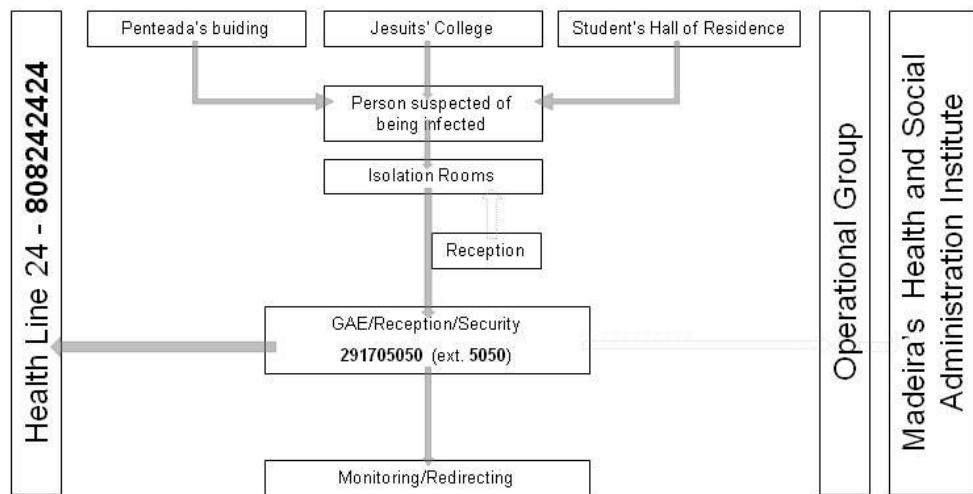 Penteada's buiding
Jesuits' College
Student's Hall of Residence
Person suspected of
being infected
Isolation Rooms
Reception
GAE/Reception/Security
291705050 (ext. 5050)
Monitoring/Redirecting
Health Line 24 - 808242424
Operational Group
Madeira's Health and Social
Administration Institute